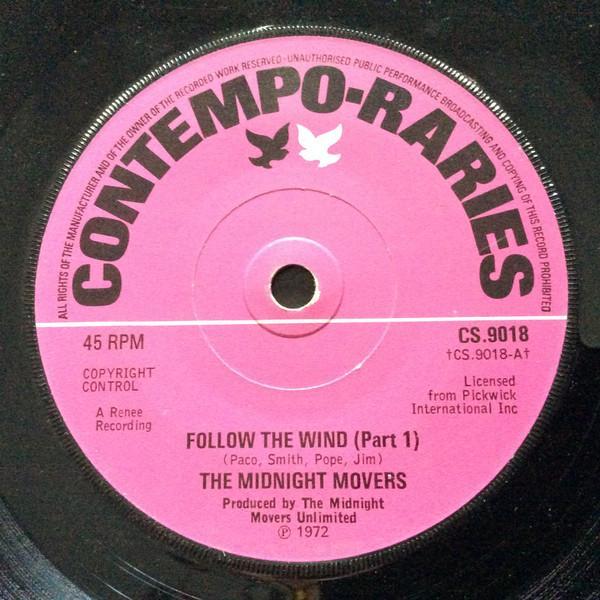 ALL RIGHTS OF THE MANUFACTURER AND OF THE OWNER OF THE RECORDED WORK RESERVED·UNAUTHORISED PUBLIC PERFORMANCE BROADCASTING AND COPYING OF THIS RECORD PROHIBITED
CONTEMPO-RARIES
45 RPM
CS.9018
†CS.9018-A†
COPYRIGHT
CONTROL
Licensed
from Pickwick
International Inc
A Renee
Recording
FOLLOW THE WIND (Part 1)
(Paco, Smith, Pope, Jim)
THE MIDNIGHT MOVERS
Produced by The Midnight
Movers Unlimited
℗ 1972